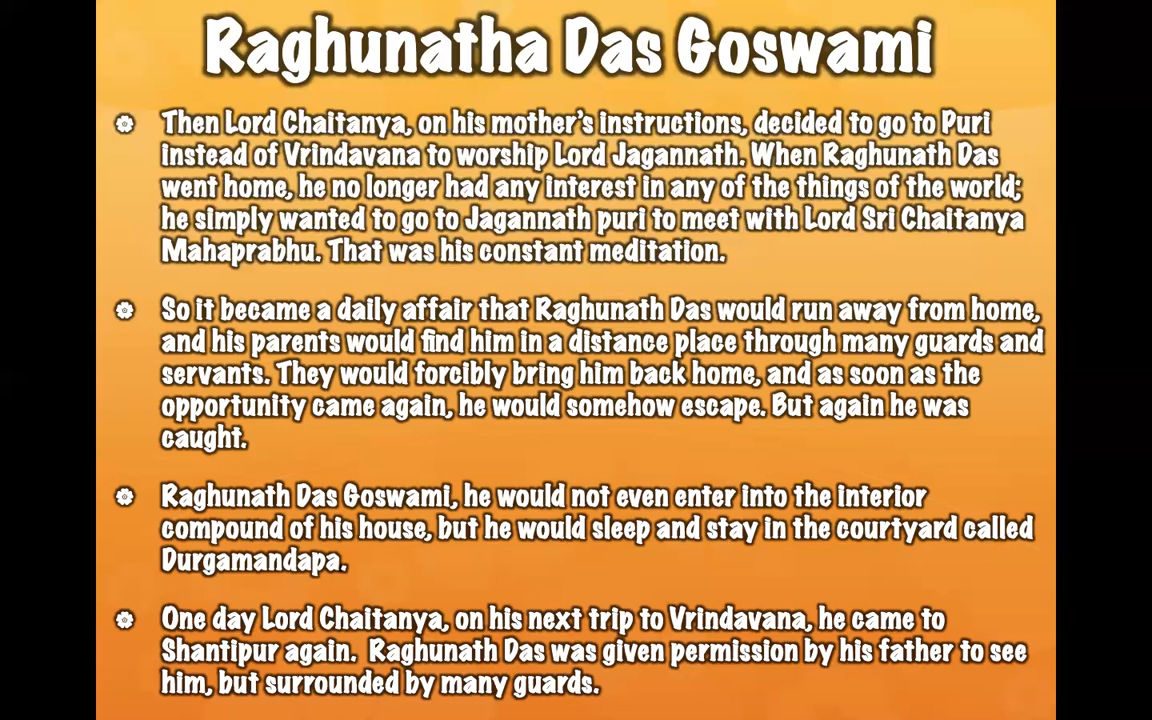 Raghunatha Das Goswami
Then Lord Chaitanya, on his mother's instructions, decided to go to Puri
instead of Vrindavana to worship Lord Jagannath. When Raghunath Das
went home, he no longer had any interest in any of the things of the world;
he simply wanted to go to Jagannath puri to meet with Lord Sri Chaitanya
Mahaprabhu. That was his constant meditation.
So it became a daily affair that Raghunath Das would run away from home,
and his parents would find him in a distance place through many guards and
servants. They would forcibly bring him back home, and as soon as the
opportunity came again, he would somehow escape. But again he was
caught.
Raghunath Das Goswami, he would not even enter into the interior
compound of his house, but he would sleep and stay in the courtyard called
Durgamandapa.
One day Lord Chaitanya, on his next trip to Vrindavana, he came to
Shantipur again.  Raghunath Das was given permission by his father to see
him, but surrounded by many guards.